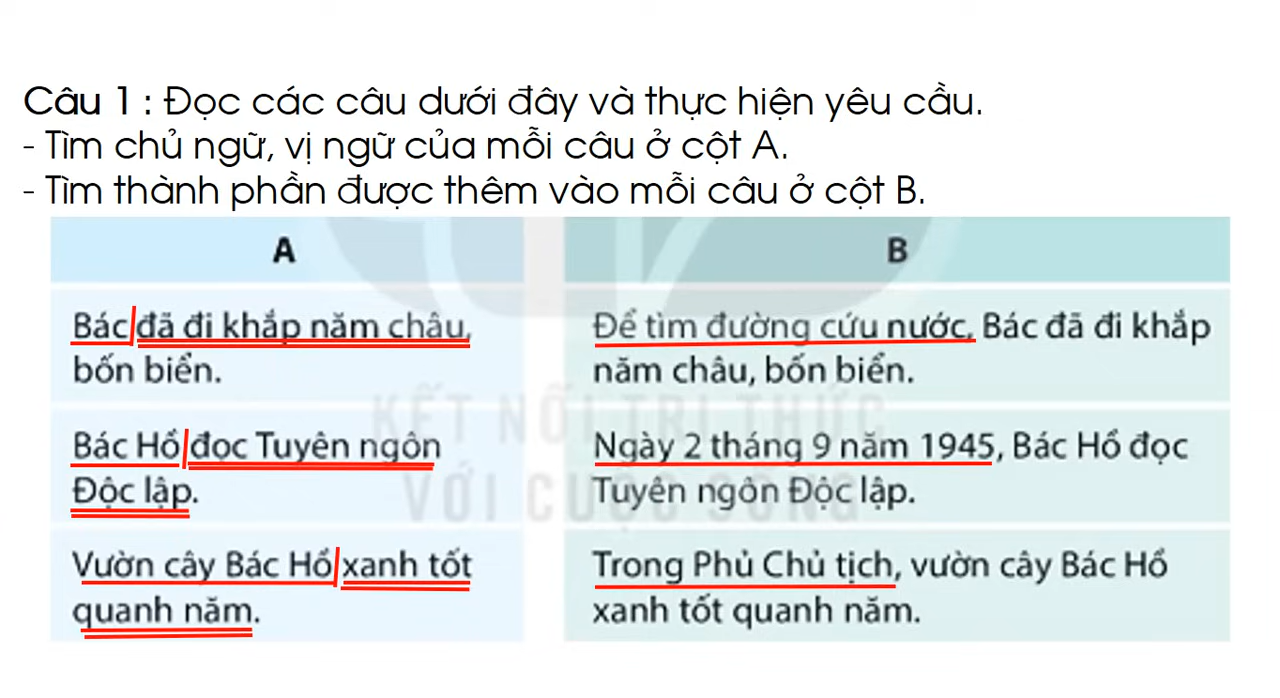 Câu 1 : Đọc các câu dưới đây và thực hiện yêu cầu.
- Tìm chủ ngữ, vị ngữ của mỗi câu ở cột A.
- Tìm thành phần được thêm vào mỗi câu ở cột B.
A
B
Bác đã đi khắp năm châu,
bốn biển.
Để tìm đường cứu nước, Bác đã đi khắp
năm châu, bốn biển.
Bác Hồ đọc Tuyên ngôn
Độc lập.
Ngày 2 tháng 9 năm 1945, Bác Hồ đọc
Tuyên ngôn Độc lập.
Vườn cây Bác Hồ xanh tốt
quanh năm.
Trong Phủ Chủ tịch, vườn cây Bác Hồ
xanh tốt quanh năm.
KẾT NỐI TRI THỨC
VỚI CUỘC SỐNG